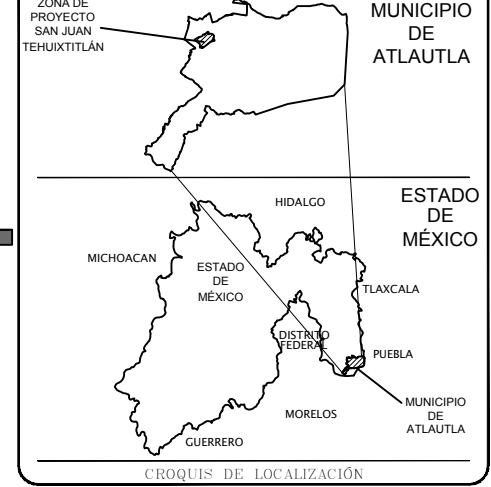 ZONA DE
PROYECTO
SAN JUAN
TEHUIXTITLÁN
MUNICIPIO
DE
ATLAUTLA
ESTADO
DE
MÉXICO
HIDALGO
MICHOACAN
ESTADO
DE
MÉXICO
TLAXCALA
DISTRITO
FEDERAL
PUEBLA
MUNICIPIO
DE
ATLAUTLA
MORELOS
GUERRERO
CROQUIS DE LOCALIZACIÓN